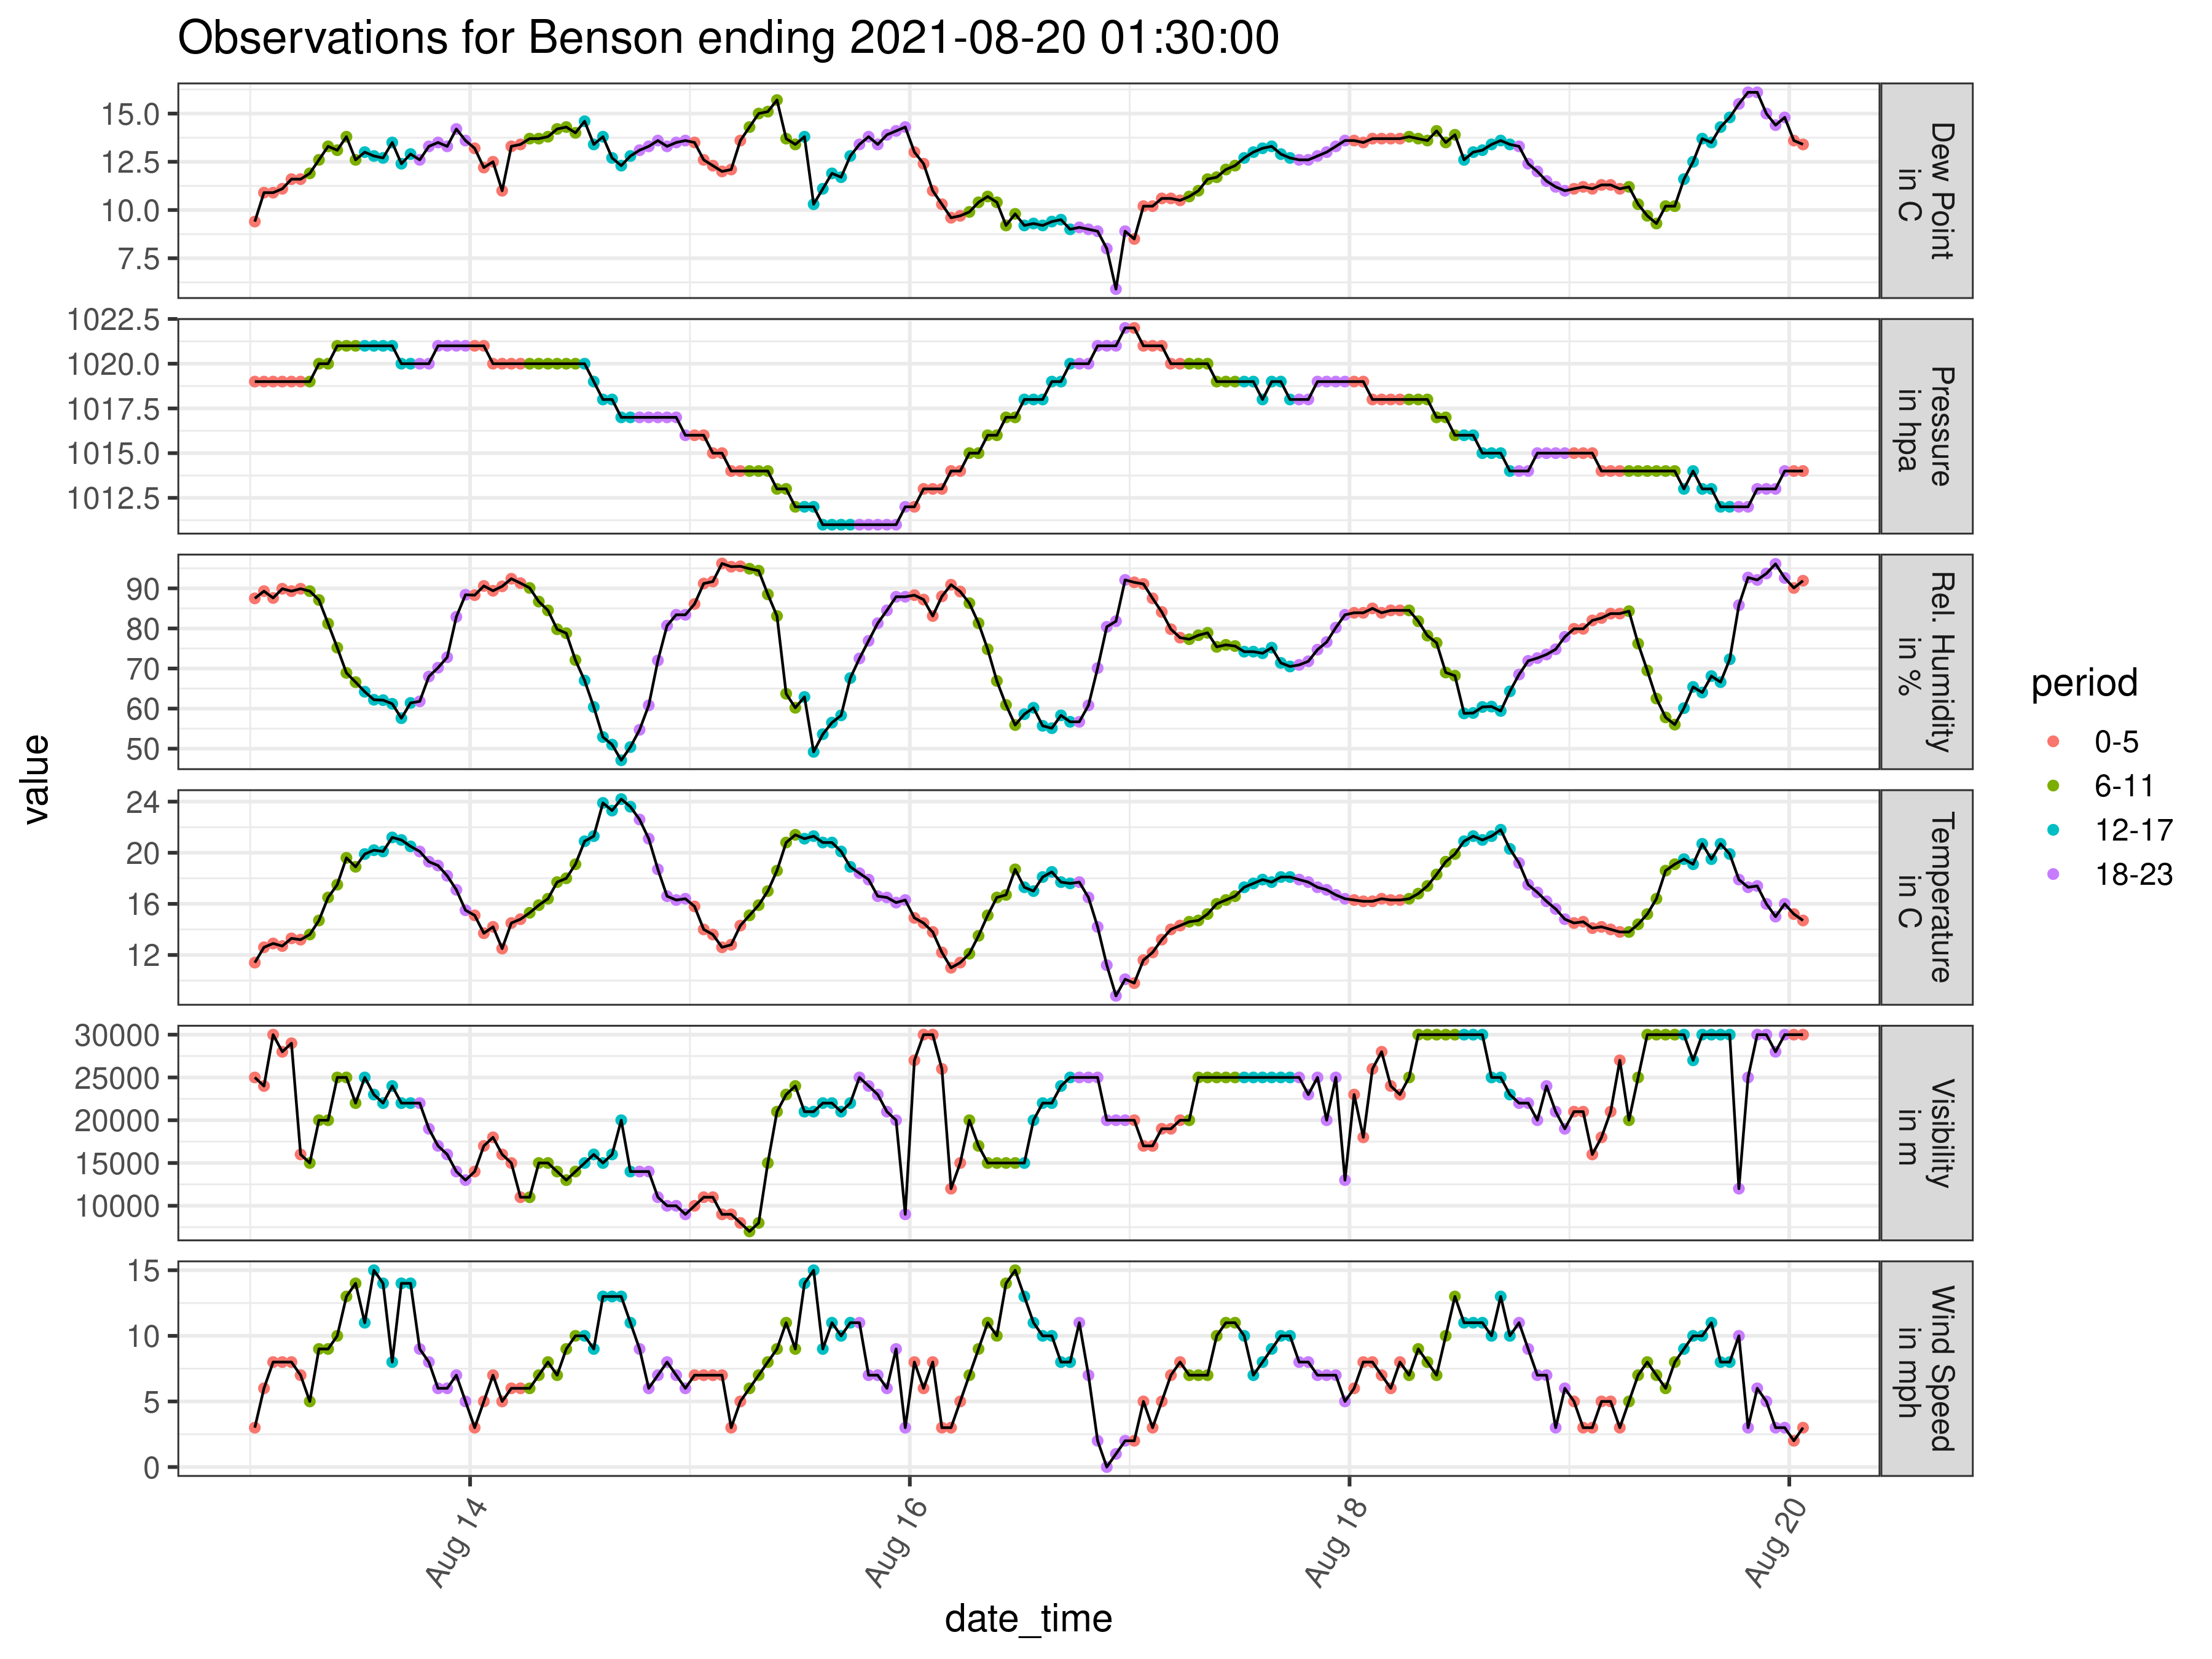 Observations for Benson ending 2021-08-20 01:30:00
15.0
12.5
10.0
7.5
Dew Point
in C
1022.5
1020.0
1017.5
1015.0
1012.5
Pressure
in hpa
90
80
70
60
50
Rel. Humidity
in %
24
20
16
12
Temperature
in C
30000
25000
20000
15000
10000
Visibility
in m
15
10
5
0
Wind Speed
in mph
value
Aug 14
Aug 16
Aug 18
Aug 20
date_time
period
0-5
6-11
12-17
18-23